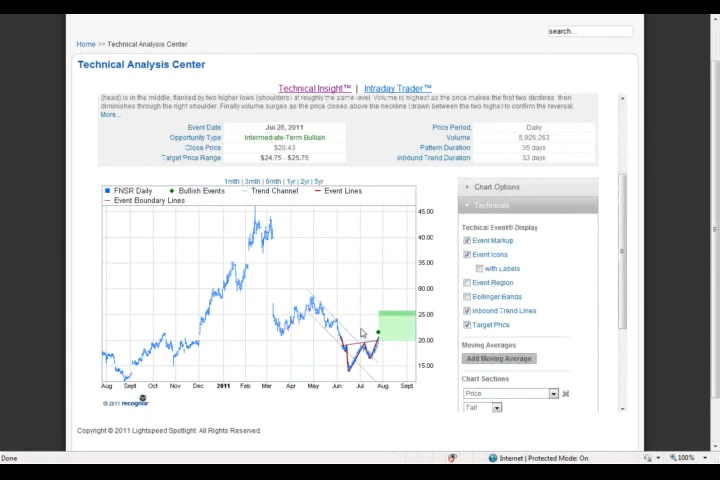 search...
Home >> Technical Analysis Center
Technical Analysis Center
Technical Insight™ | Intraday Trader™
(head) is in the middle, flanked by two higher lows (shoulders) at roughly the same level. Volume is highest as the price makes the first two declines, then
diminishes through the right shoulder. Finally volume surges as the price closes above the neckline (drawn between the two highs) to confirm the reversal.
More...
Event Date Jul 26, 2011 Price Period Daily
Opportunity Type Intermediate-Term Bullish Volume 5,928,263
Close Price $20.43 Pattern Duration 35 days
Target Price Range $24.75 - $25.75 Inbound Trend Duration 33 days
1mth | 3mth | 6mth | 1yr | 2yr | 5yr
FNSR Daily Bullish Events Trend Channel Event Lines
Event Boundary Lines
45.00
40.00
35.00
30.00
25.00
20.00
15.00
Aug Sept Oct Nov Dec 2011 Feb Mar Apr May Jun Jul Aug Sept
© 2011 recognia
Chart Options
Technicals
Techical Event® Display
Event Markup
Event Icons
with Labels
Event Region
Bollinger Bands
Inbound Trend Lines
Target Price
Moving Averages
Add Moving Average
Chart Sections
Price
Tall
Copyright © 2011 Lightspeed Spotlight. All Rights Reserved.
Done
Internet | Protected Mode: On
100%